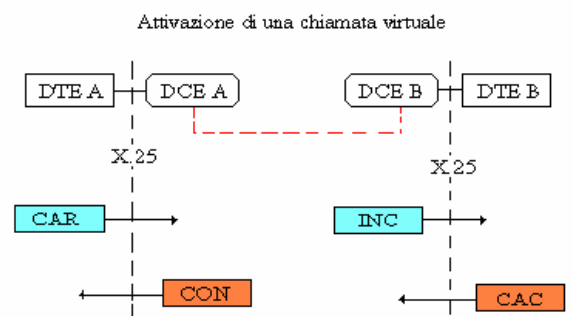 Attivazione di una chiamata virtuale
DTE A DCE A DCE B DTE B
X.25 X.25
CAR INC
CON CAC